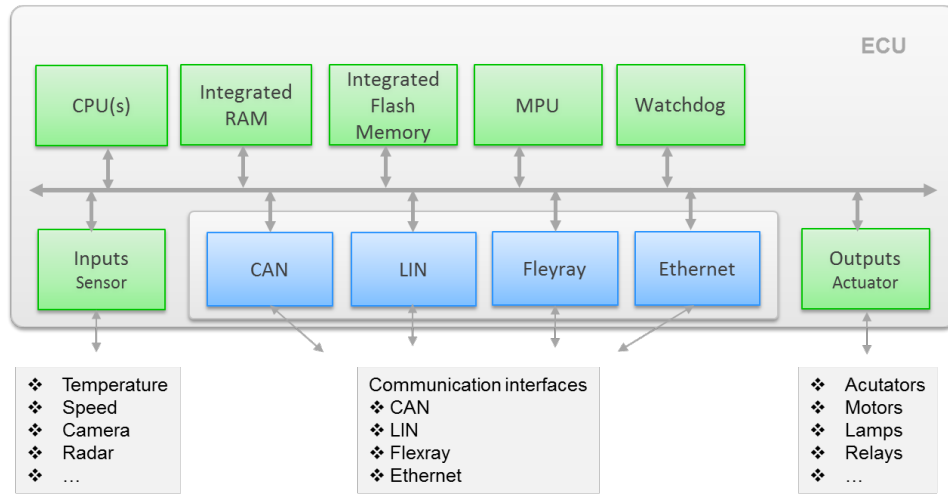 ECU
CPU(s)
Integrated
RAM
Integrated
Flash
Memory
MPU
Watchdog
Inputs
Sensor
CAN
LIN
Fleyray
Ethernet
Outputs
Actuator
❖ Temperature
❖ Speed
❖ Camera
❖ Radar
❖ …
Communication interfaces
❖ CAN
❖ LIN
❖ Flexray
❖ Ethernet
❖ Acutators
❖ Motors
❖ Lamps
❖ Relays
❖ …